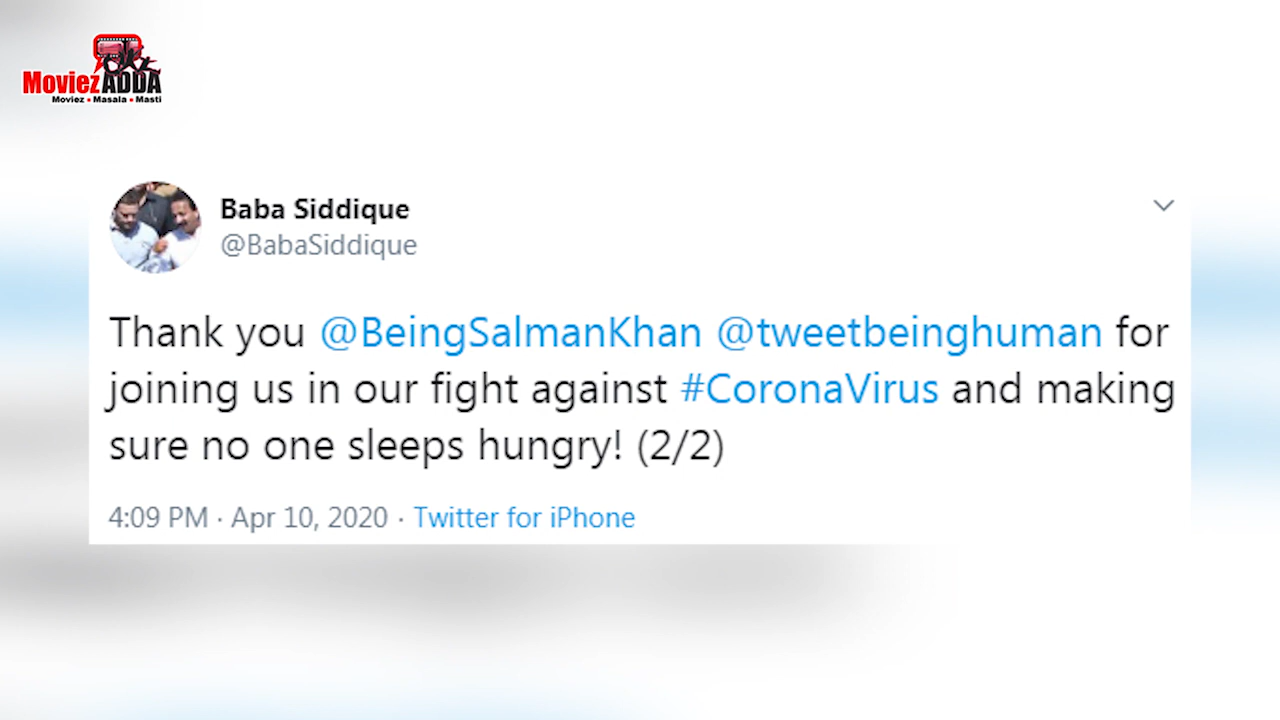 MoviezADDA
Moviez • Masala • Masti
Baba Siddique
@BabaSiddique
Thank you @BeingSalmanKhan @tweetbeinghuman for
joining us in our fight against #CoronaVirus and making
sure no one sleeps hungry! (2/2)
4:09 PM · Apr 10, 2020 · Twitter for iPhone